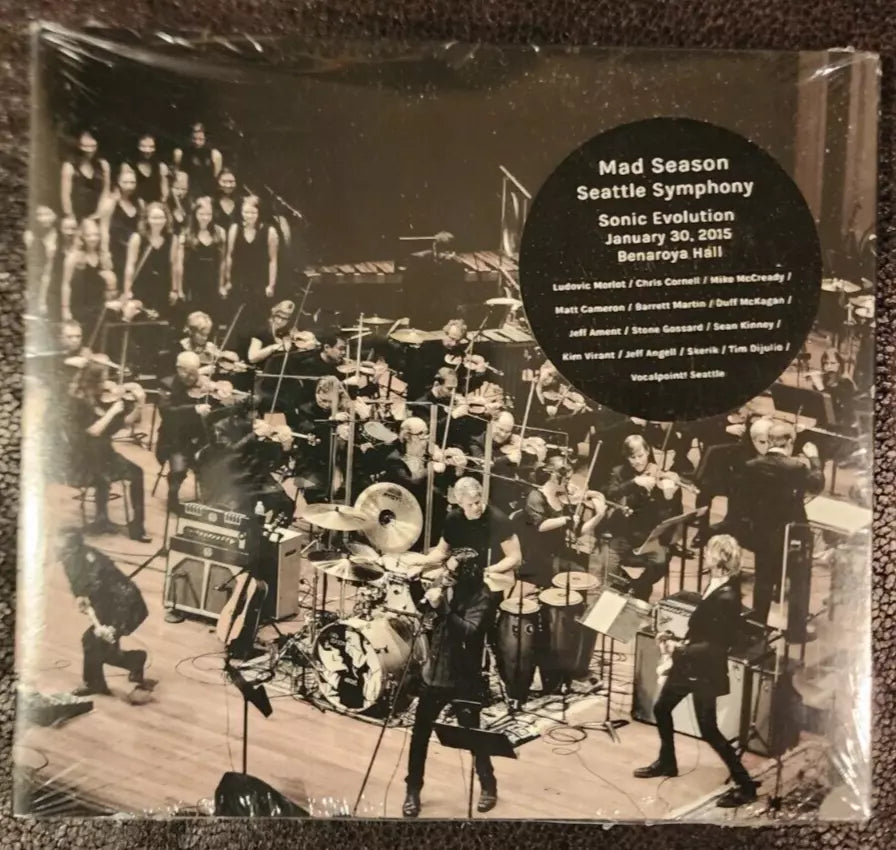 Mad Season
Seattle Symphony
Sonic Evolution
January 30, 2015
Benaroya Hall
Ludovic Morlot / Chris Cornell / Mike McCready /
Matt Cameron / Barrett Martin / Duff McKagan /
Jeff Ament / Stone Gossard / Sean Kinney /
Kim Virant / Jeff Angell / Skerik / Tim Dijulio /
Vocalpoint! Seattle